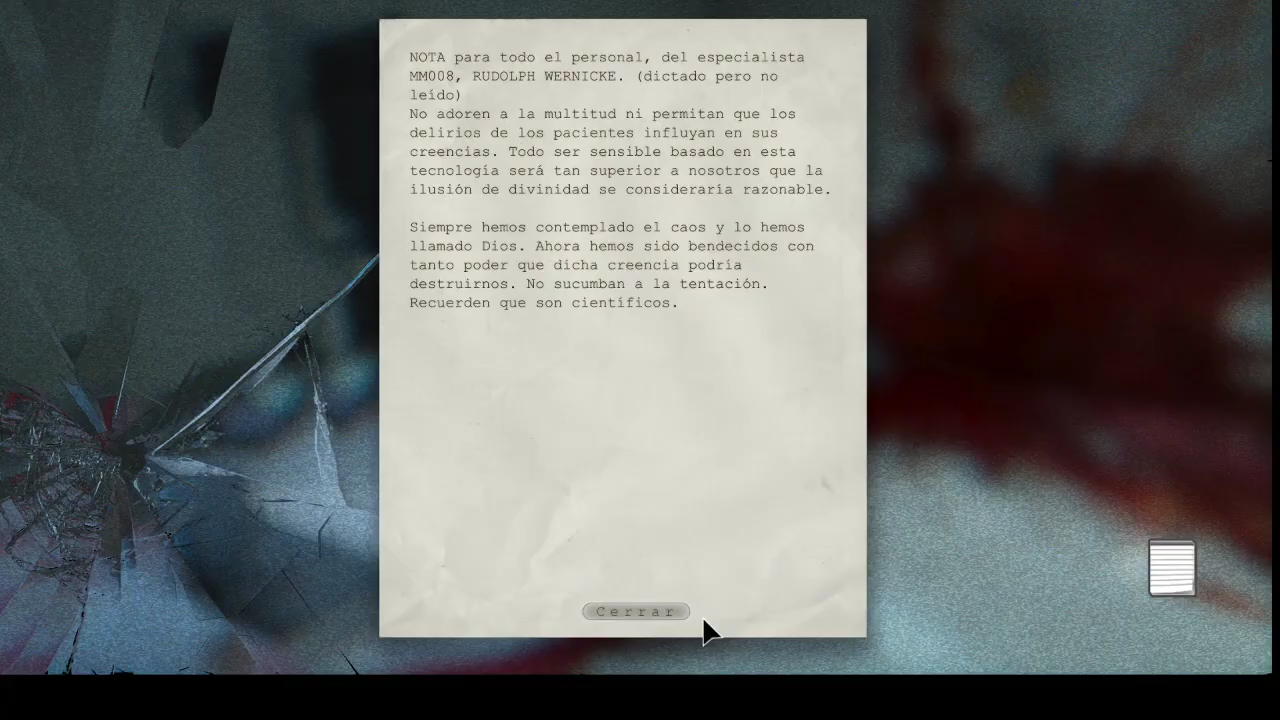 NOTA para todo el personal, del especialista
MM008, RUDOLPH WERNICKE. (dictado pero no
leído)
No adoren a la multitud ni permitan que los
delirios de los pacientes influyan en sus
creencias. Todo ser sensible basado en esta
tecnología será tan superior a nosotros que la
ilusión de divinidad se consideraría razonable.
Siempre hemos contemplado el caos y lo hemos
llamado Dios. Ahora hemos sido bendecidos con
tanto poder que dicha creencia podría
destruirnos. No sucumban a la tentación.
Recuerden que son científicos.
Cerrar